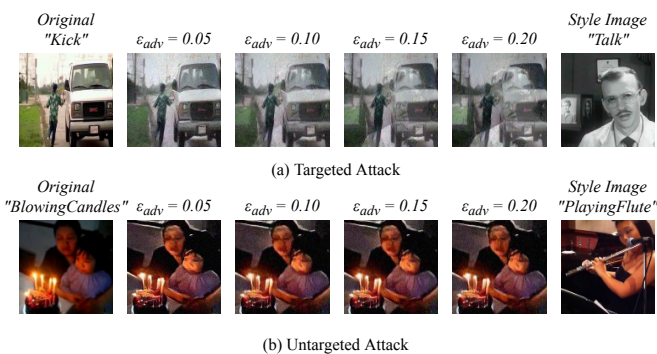 Original
"Kick"
ε_adv = 0.05
ε_adv = 0.10
ε_adv = 0.15
ε_adv = 0.20
Style Image
"Talk"
(a) Targeted Attack
Original
"BlowingCandles"
ε_adv = 0.05
ε_adv = 0.10
ε_adv = 0.15
ε_adv = 0.20
Style Image
"PlayingFlute"
(b) Untargeted Attack